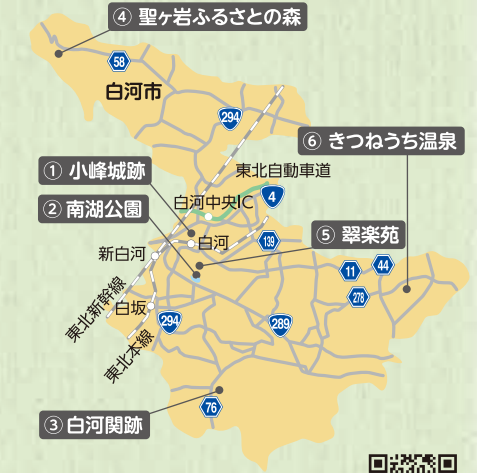 ④ 聖ヶ岩ふるさとの森
58
白河市
294
⑥ きつねうち温泉
① 小峰城跡
東北自動車道
白河中央IC
4
② 南湖公園
139
⑤ 翠楽苑
新白河
白河
11
44
278
東北新幹線
白坂
294
289
東北本線
76
③ 白河関跡